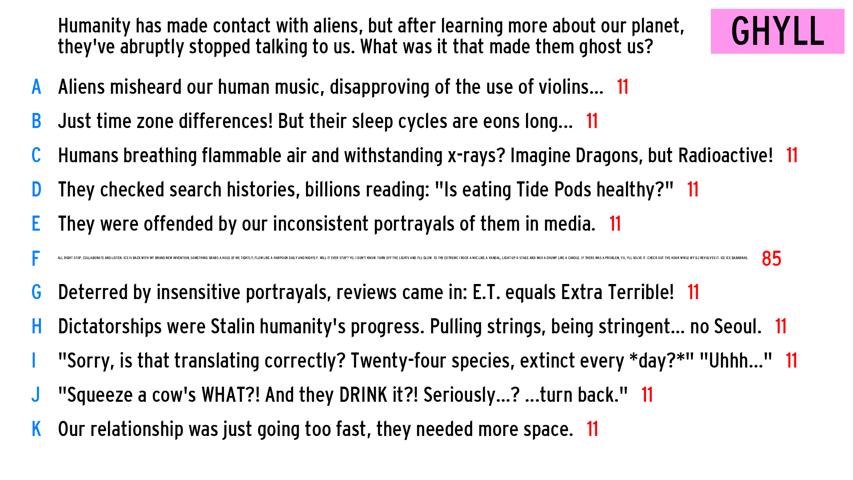 Humanity has made contact with aliens, but after learning more about our planet,
they've abruptly stopped talking to us. What was it that made them ghost us?
GHYLL
A Aliens misheard our human music, disapproving of the use of violins... 11
B Just time zone differences! But their sleep cycles are eons long... 11
C Humans breathing flammable air and withstanding x-rays? Imagine Dragons, but Radioactive! 11
D They checked search histories, billions reading: "Is eating Tide Pods healthy?" 11
E They were offended by our inconsistent portrayals of them in media. 11
F 85
G Deterred by insensitive portrayals, reviews came in: E.T. equals Extra Terrible! 11
H Dictatorships were Stalin humanity's progress. Pulling strings, being stringent... no Seoul. 11
I "Sorry, is that translating correctly? Twenty-four species, extinct every *day?*" "Uhhh..." 11
J "Squeeze a cow's WHAT?! And they DRINK it?! Seriously...? ...turn back." 11
K Our relationship was just going too fast, they needed more space. 11